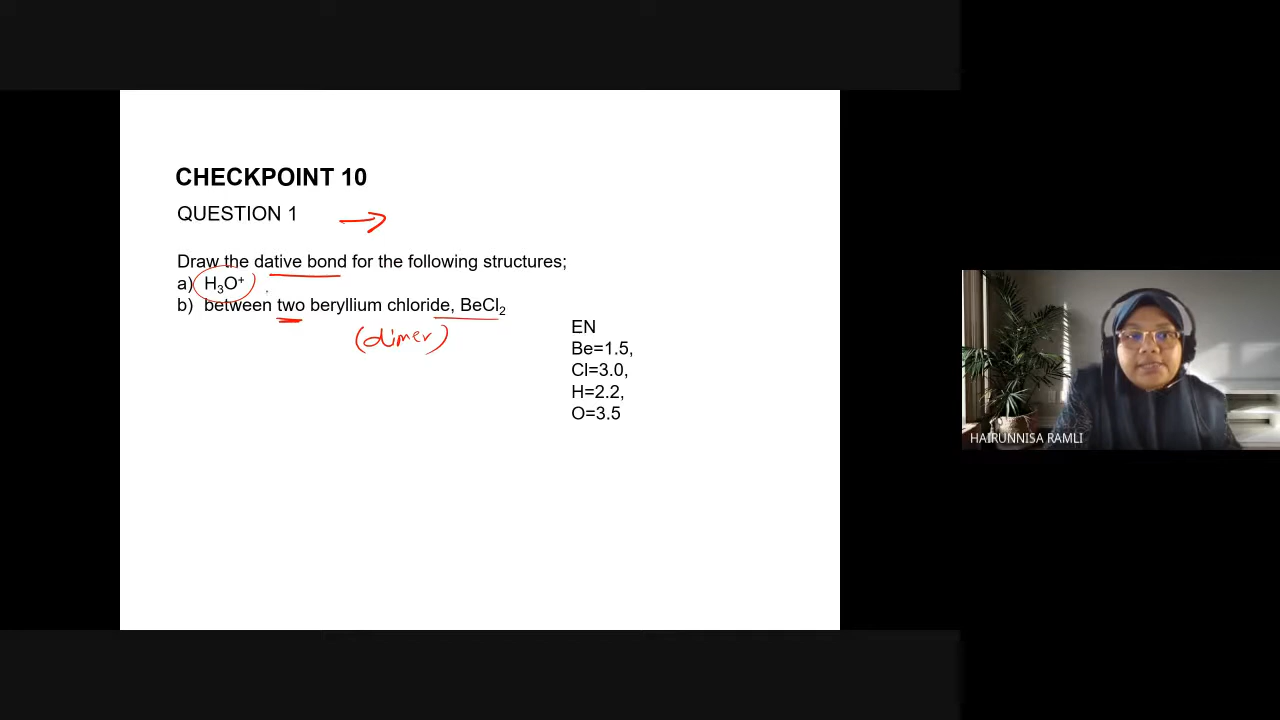 CHECKPOINT 10
QUESTION 1
Draw the dative bond for the following structures;
a) H₃O⁺
b) between two beryllium chloride, BeCl₂
(dimer)
EN
Be=1.5,
Cl=3.0,
H=2.2,
O=3.5
HAIRUNNISA RAMLI